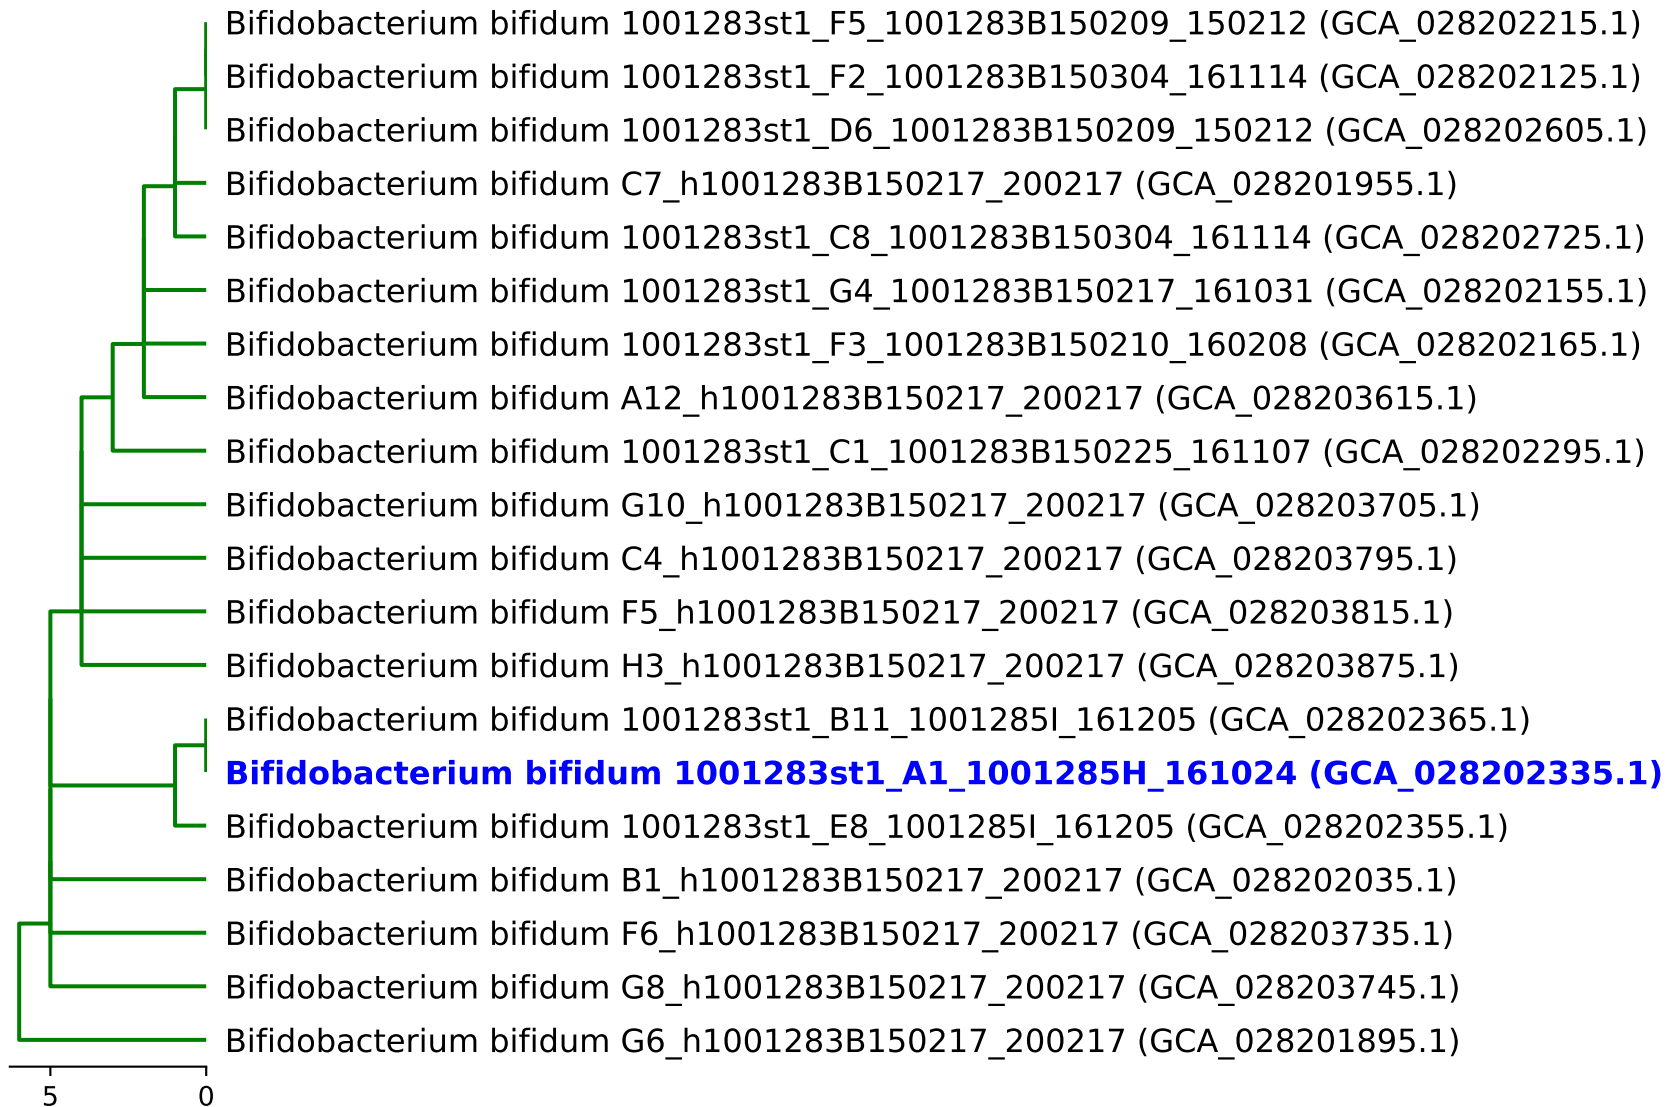 Bifidobacterium bifidum 1001283st1_F5_1001283B150209_150212 (GCA_028202215.1)
Bifidobacterium bifidum 1001283st1_F2_1001283B150304_161114 (GCA_028202125.1)
Bifidobacterium bifidum 1001283st1_D6_1001283B150209_150212 (GCA_028202605.1)
Bifidobacterium bifidum C7_h1001283B150217_200217 (GCA_028201955.1)
Bifidobacterium bifidum 1001283st1_C8_1001283B150304_161114 (GCA_028202725.1)
Bifidobacterium bifidum 1001283st1_G4_1001283B150217_161031 (GCA_028202155.1)
Bifidobacterium bifidum 1001283st1_F3_1001283B150210_160208 (GCA_028202165.1)
Bifidobacterium bifidum A12_h1001283B150217_200217 (GCA_028203615.1)
Bifidobacterium bifidum 1001283st1_C1_1001283B150225_161107 (GCA_028202295.1)
Bifidobacterium bifidum G10_h1001283B150217_200217 (GCA_028203705.1)
Bifidobacterium bifidum C4_h1001283B150217_200217 (GCA_028203795.1)
Bifidobacterium bifidum F5_h1001283B150217_200217 (GCA_028203815.1)
Bifidobacterium bifidum H3_h1001283B150217_200217 (GCA_028203875.1)
Bifidobacterium bifidum 1001283st1_B11_1001285I_161205 (GCA_028202365.1)
Bifidobacterium bifidum 1001283st1_A1_1001285H_161024 (GCA_028202335.1)
Bifidobacterium bifidum 1001283st1_E8_1001285I_161205 (GCA_028202355.1)
Bifidobacterium bifidum B1_h1001283B150217_200217 (GCA_028202035.1)
Bifidobacterium bifidum F6_h1001283B150217_200217 (GCA_028203735.1)
Bifidobacterium bifidum G8_h1001283B150217_200217 (GCA_028203745.1)
Bifidobacterium bifidum G6_h1001283B150217_200217 (GCA_028201895.1)
5 0